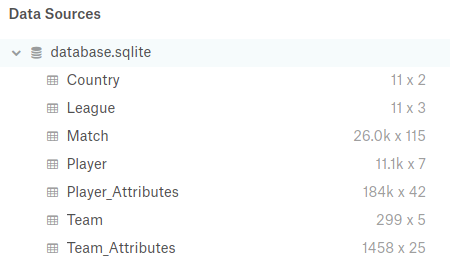 Data Sources
database.sqlite
Country 11 x 2
League 11 x 3
Match 26.0k x 115
Player 11.1k x 7
Player_Attributes 184k x 42
Team 299 x 5
Team_Attributes 1458 x 25